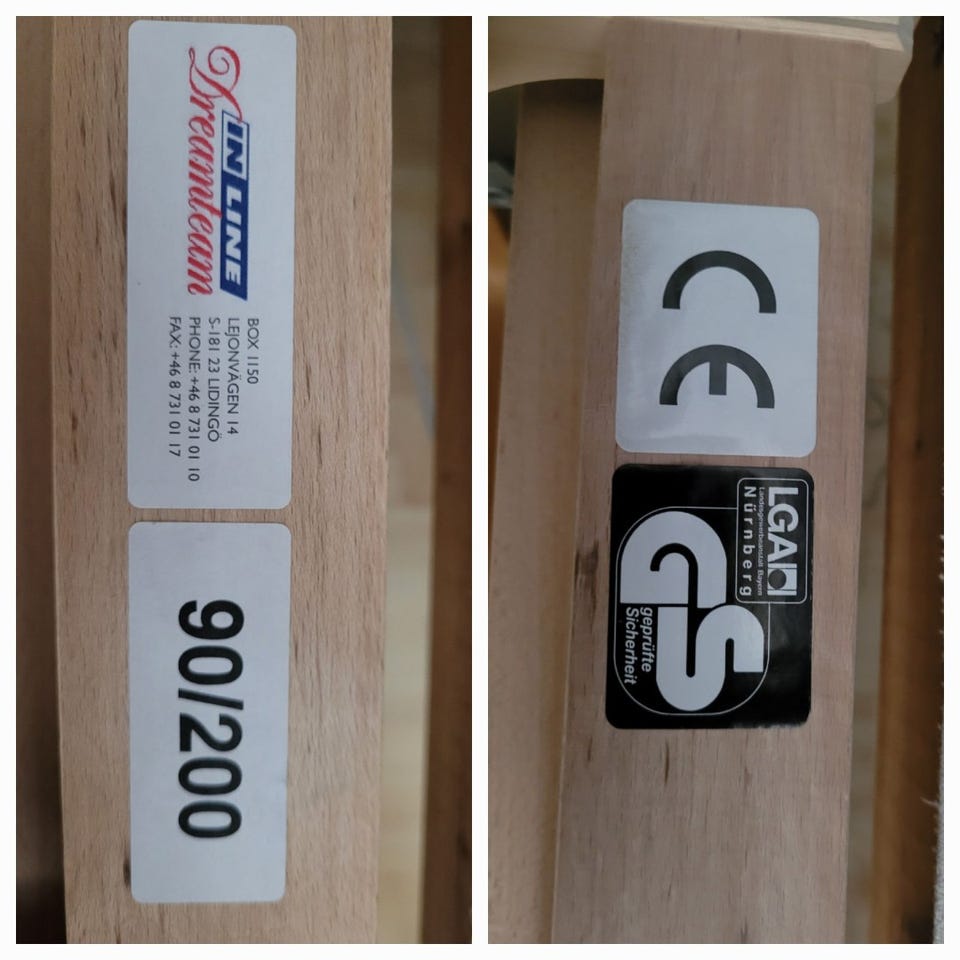 IN LINE
Dreamteam
BOX 1150
LEJONVÄGEN 14
S-181 23 LIDINGÖ
PHONE: +46 8 731 01 10
FAX: +46 8 731 01 17
90/200
CE
LGA
Landesgewerbeanstalt Bayern
Nürnberg
GS
geprüfte
Sicherheit